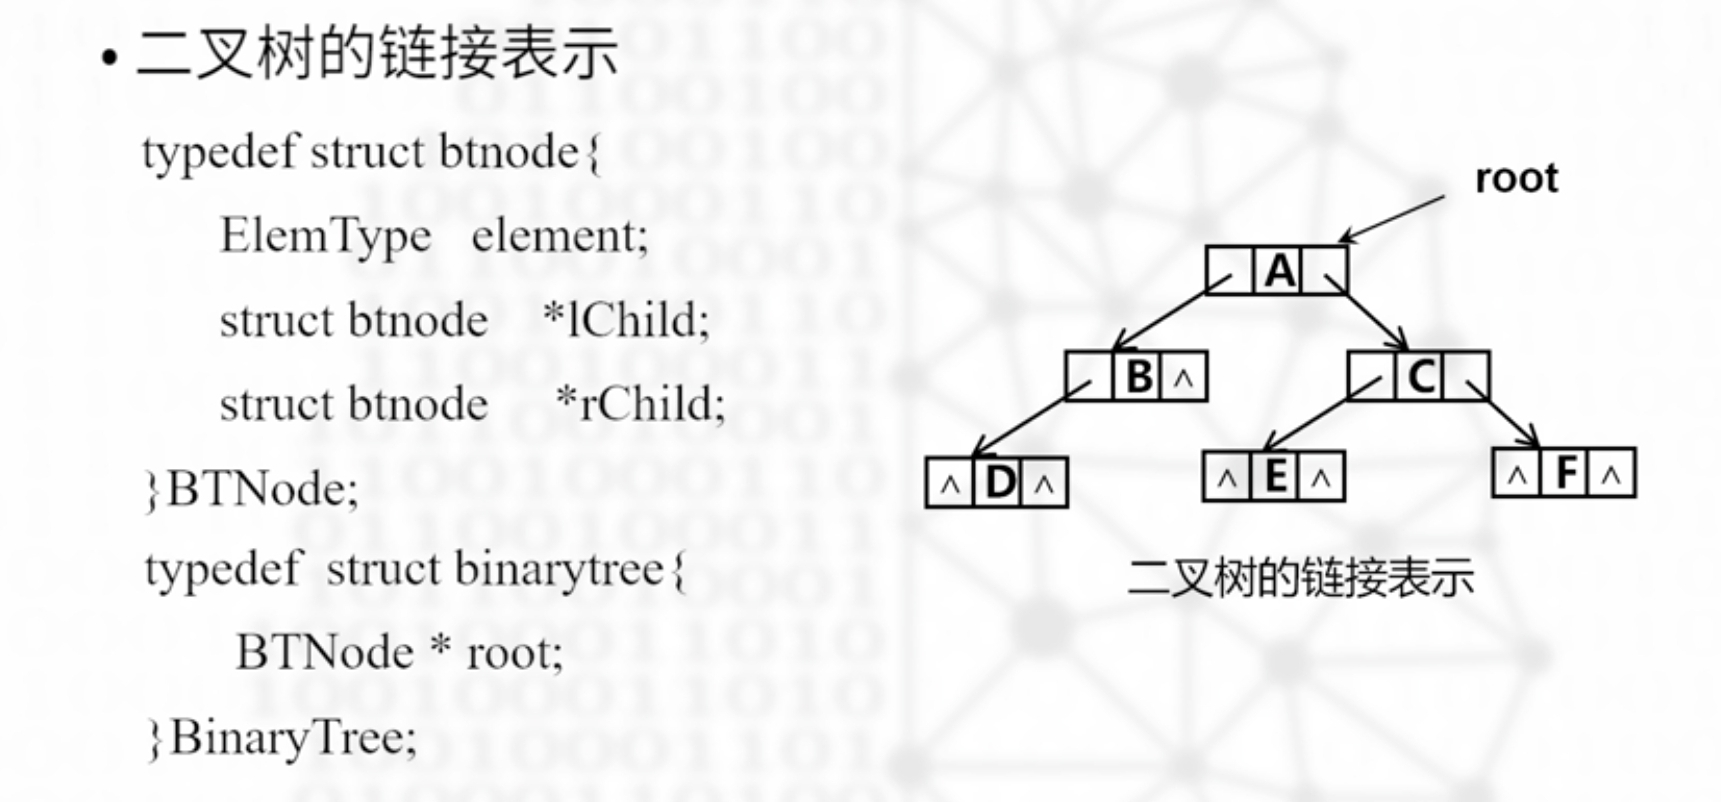 • 二叉树的链接表示
typedef struct btnode{
ElemType element;
struct btnode *lChild;
struct btnode *rChild;
}BTNode;
typedef struct binarytree{
BTNode * root;
}BinaryTree;
root
A
B ^
C
^ D ^
^ E ^
^ F ^
二叉树的链接表示